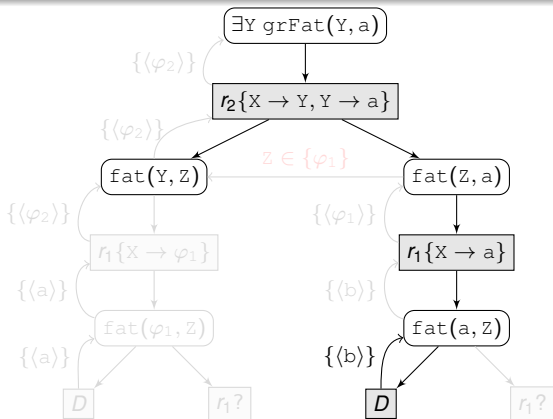 ∃Y grFat(Y, a)
{⟨φ₂⟩}
r₂{X → Y, Y → a}
{⟨φ₂⟩}
fat(Y, Z)
Z ∈ {φ₁}
fat(Z, a)
{⟨φ₂⟩}
{⟨φ₁⟩}
r₁{X → φ₁}
r₁{X → a}
{⟨a⟩}
{⟨b⟩}
fat(φ₁, Z)
fat(a, Z)
{⟨a⟩}
{⟨b⟩}
D
r₁?
D
r₁?